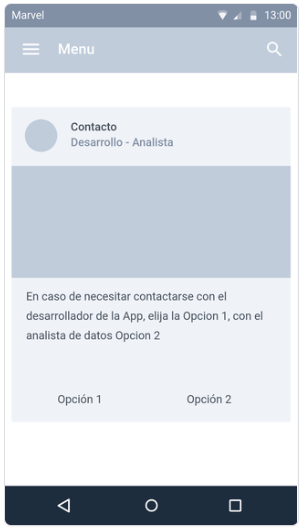 Marvel 13:00
Menu
Contacto
Desarrollo - Analista
En caso de necesitar contactarse con el
desarrollador de la App, elija la Opcion 1, con el
analista de datos Opcion 2
Opción 1 Opción 2